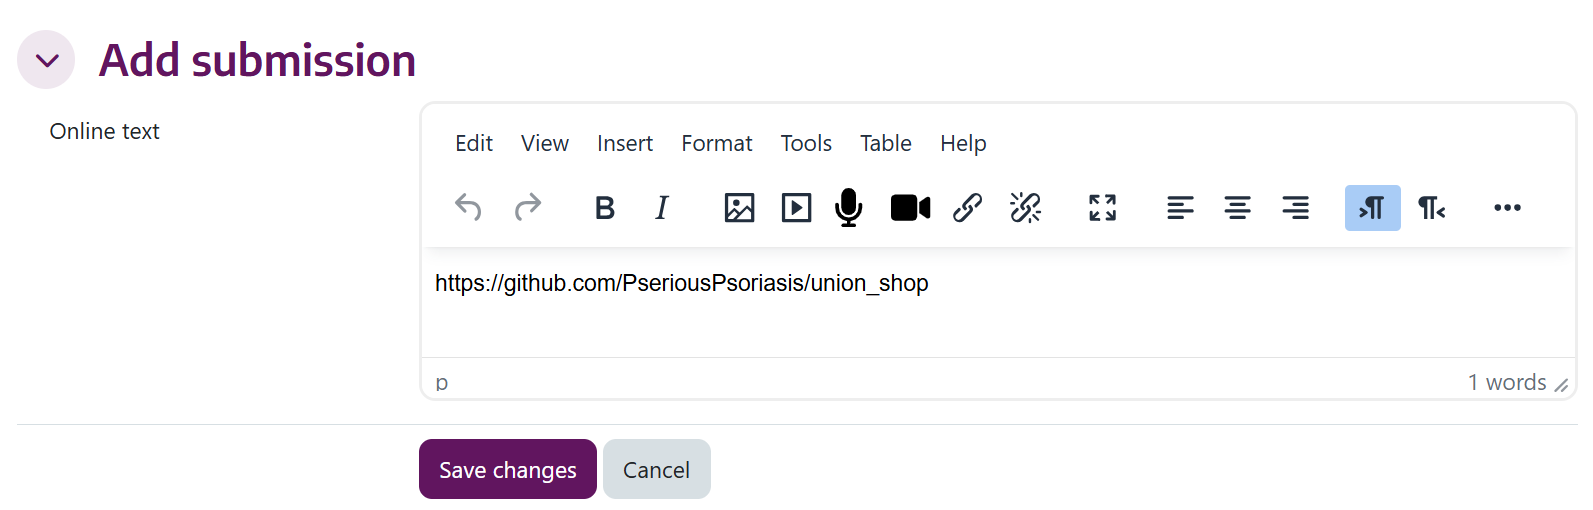 Add submission
Online text
Edit View Insert Format Tools Table Help
B I
https://github.com/PseriousPsoriasis/union_shop
p
1 words
Save changes
Cancel